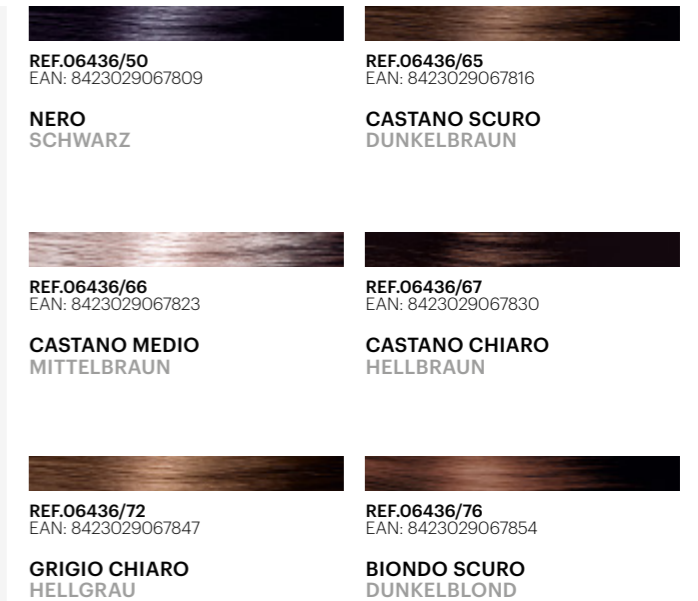 REF.06436/50
EAN: 8423029067809
NERO
SCHWARZ
REF.06436/65
EAN: 8423029067816
CASTANO SCURO
DUNKELBRAUN
REF.06436/66
EAN: 8423029067823
CASTANO MEDIO
MITTELBRAUN
REF.06436/67
EAN: 8423029067830
CASTANO CHIARO
HELLBRAUN
REF.06436/72
EAN: 8423029067847
GRIGIO CHIARO
HELLGRAU
REF.06436/76
EAN: 8423029067854
BIONDO SCURO
DUNKELBLOND